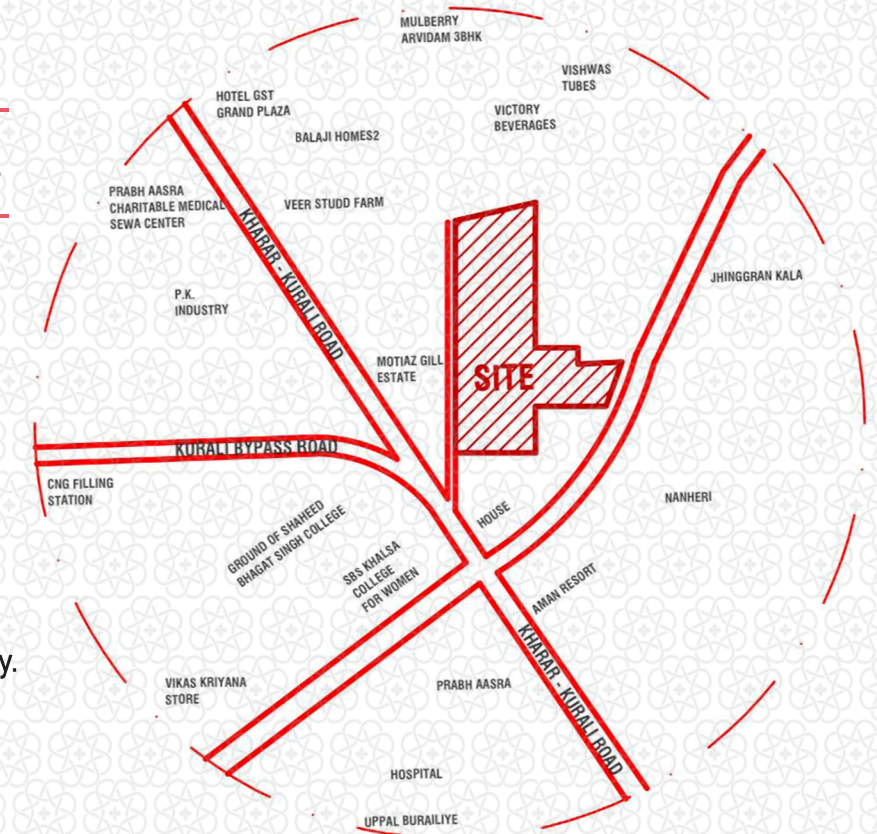 MULBERRY
ARVIDAM 3BHK
VISHWAS
TUBES
HOTEL GST
GRAND PLAZA
VICTORY
BEVERAGES
BALAJI HOMES2
PRABH AASRA
CHARITABLE MEDICAL
SEWA CENTER
VEER STUDD FARM
KHARAR - KURALI ROAD
JHINGGRAN KALA
P.K.
INDUSTRY
MOTIAZ GILL
ESTATE
SITE
KURALI BYPASS ROAD
CNG FILLING
STATION
NANHERI
HOUSE
GROUND OF SHAHEED
BHAGAT SINGH COLLEGE
SBS KHALSA
COLLEGE
FOR WOMEN
AMAN RESORT
KHARAR - KURALI ROAD
y.
VIKAS KRIYANA
STORE
PRABH AASRA
HOSPITAL
UPPAL BURAILIYE